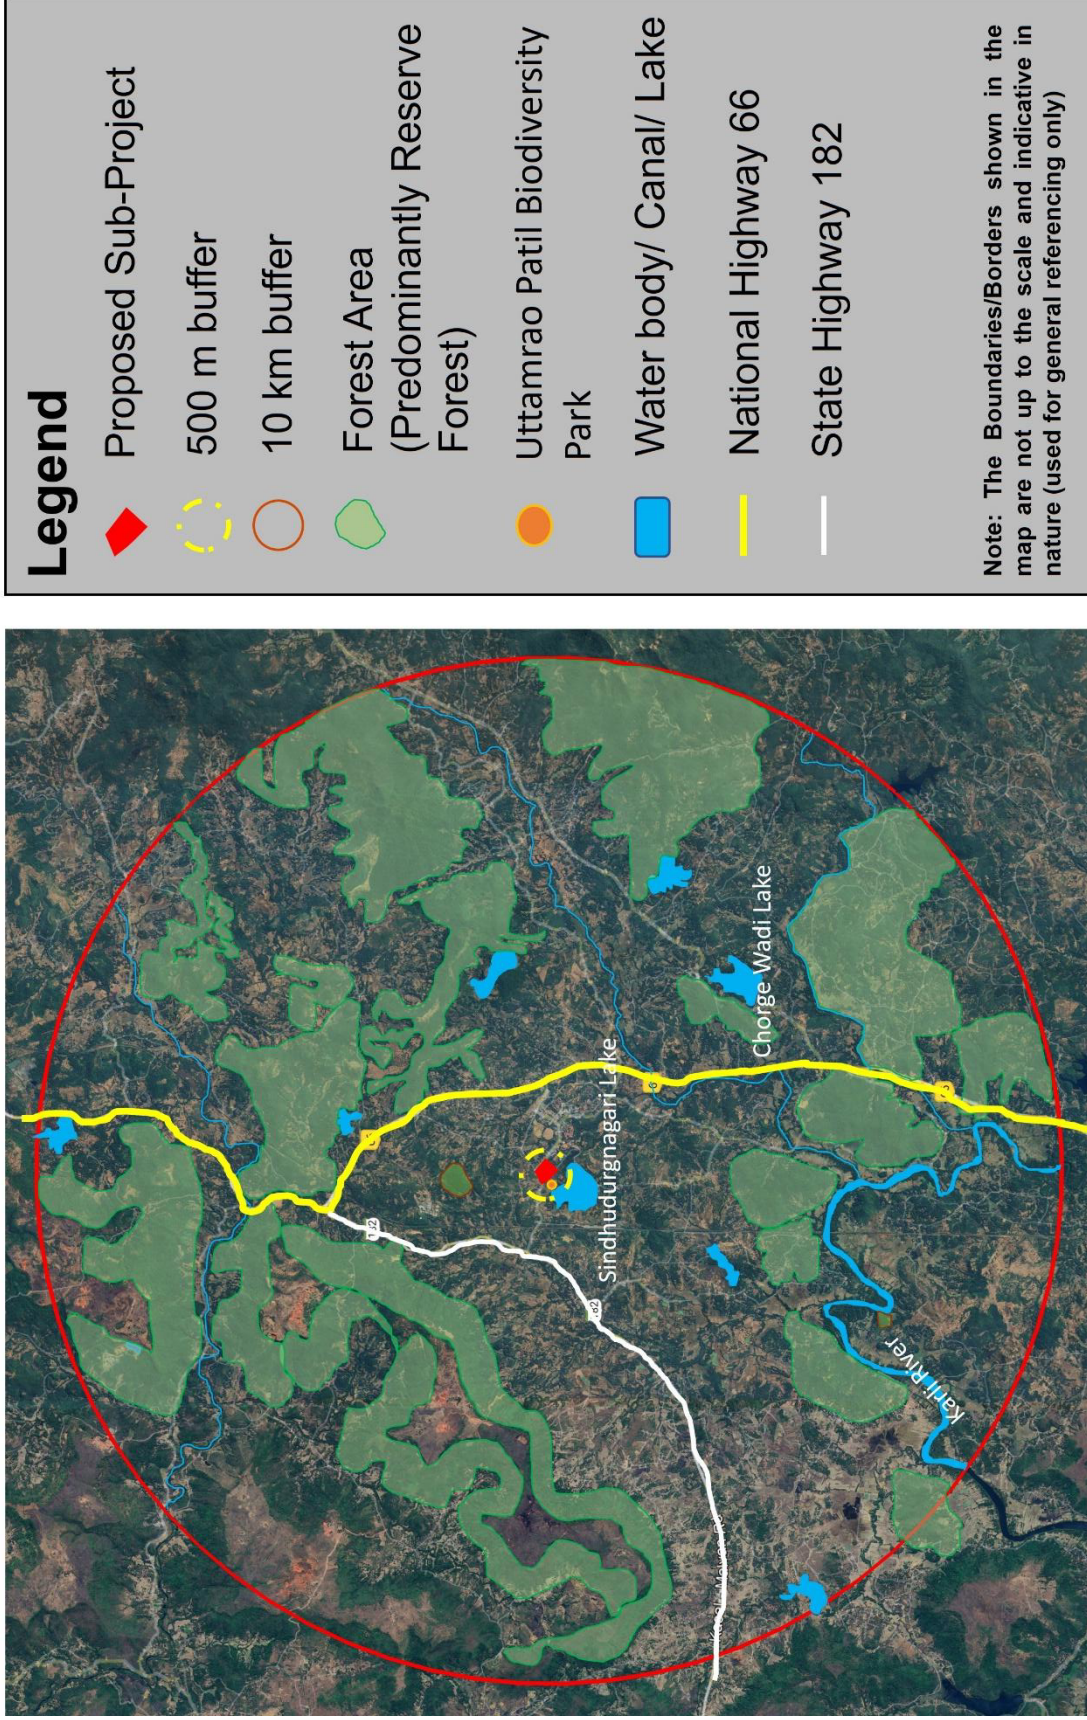 Legend
Proposed Sub-Project
500 m buffer
10 km buffer
Forest Area
(Predominantly Reserve
Forest)
Uttamrao Patil Biodiversity
Park
Water body/ Canal/ Lake
National Highway 66
State Highway 182
Note: The Boundaries/Borders shown in the
map are not up to the scale and indicative in
nature (used for general referencing only)
Sindhudurgnagari Lake
Chorge Wadi Lake
Karli River
182
182